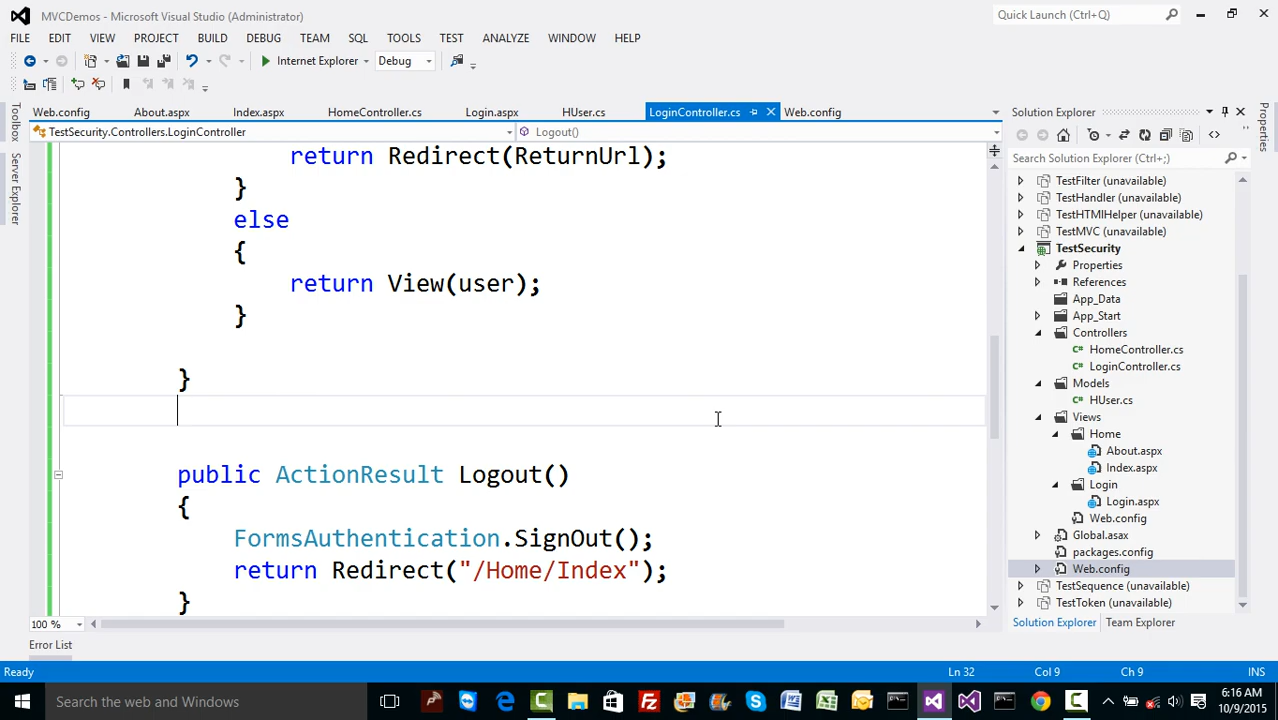 MVCDemos - Microsoft Visual Studio (Administrator)
Quick Launch (Ctrl+Q)
FILE EDIT VIEW PROJECT BUILD DEBUG TEAM SQL TOOLS TEST ANALYZE WINDOW HELP
Internet Explorer Debug
Web.config About.aspx Index.aspx HomeController.cs Login.aspx HUser.cs LoginController.cs Web.config
Solution Explorer
TestSecurity.Controllers.LoginController Logout()
Toolbox
Server Explorer
Properties
return Redirect(ReturnUrl);
}
else
{
return View(user);
}
}
public ActionResult Logout()
{
FormsAuthentication.SignOut();
return Redirect("/Home/Index");
}
100 %
Search Solution Explorer (Ctrl+;)
TestFilter (unavailable)
TestHandler (unavailable)
TestHTMlHelper (unavailable)
TestMVC (unavailable)
TestSecurity
Properties
References
App_Data
App_Start
Controllers
HomeController.cs
LoginController.cs
Models
HUser.cs
Views
Home
About.aspx
Index.aspx
Login
Login.aspx
Web.config
Global.asax
packages.config
Web.config
TestSequence (unavailable)
TestToken (unavailable)
Solution Explorer Team Explorer
Error List
Ready Ln 32 Col 9 Ch 9 INS
Search the web and Windows
6:16 AM
10/9/2015